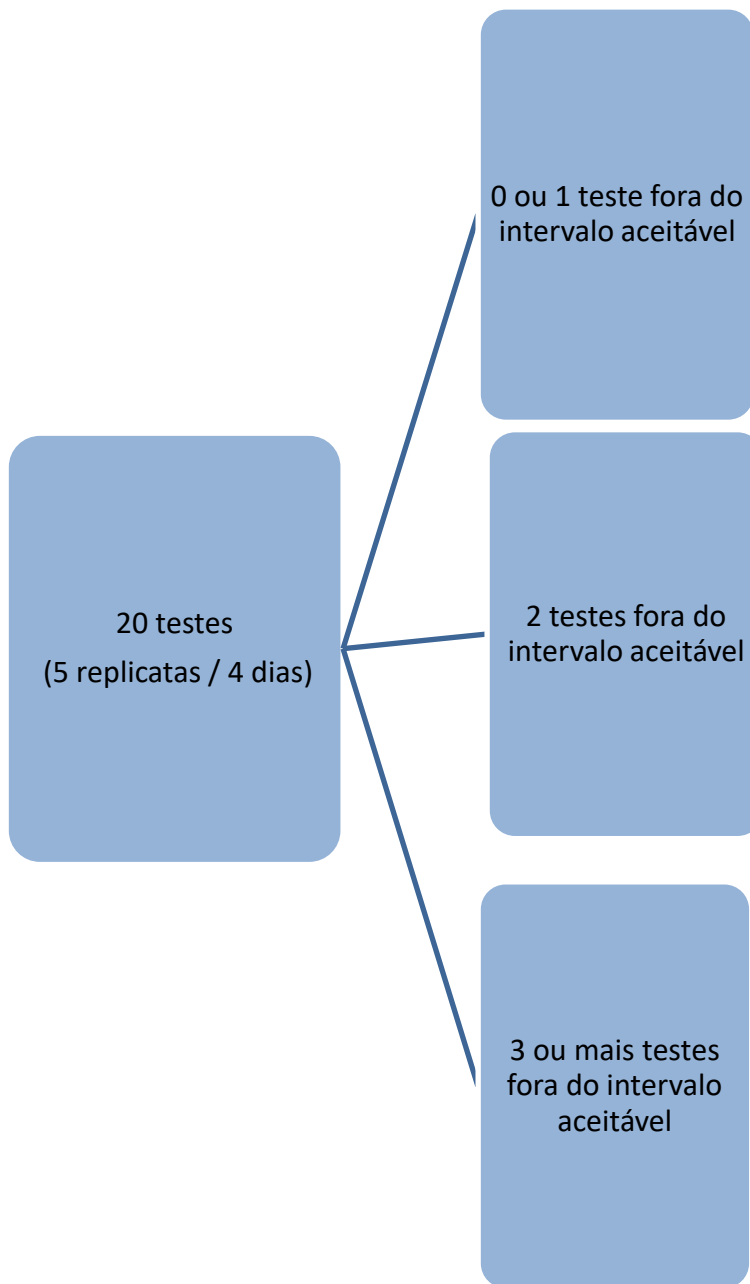 0 ou 1 teste fora do
intervalo aceitável
20 testes
(5 replicatas / 4 dias)
2 testes fora do
intervalo aceitável
3 ou mais testes
fora do intervalo
aceitável